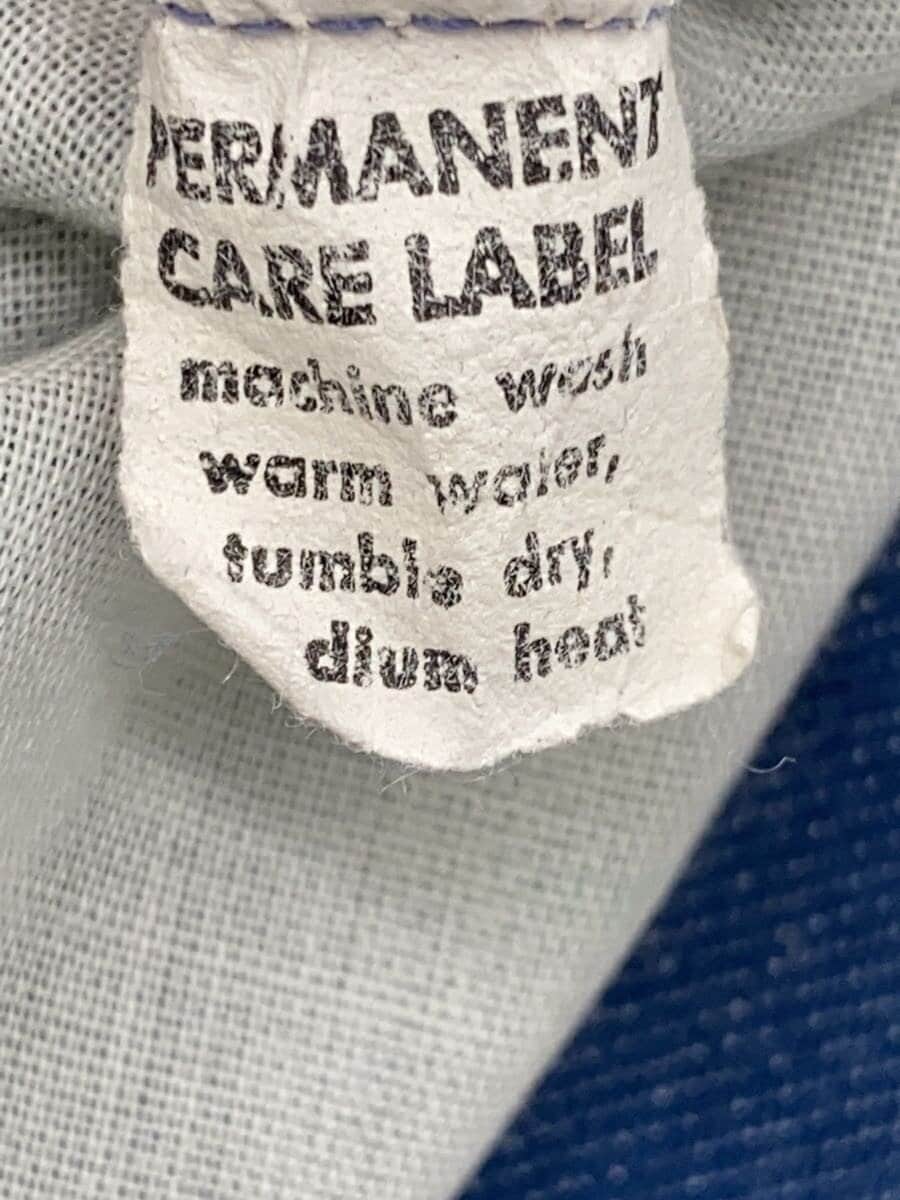 PERMANENT
CARE LABEL
machine wash
warm water,
tumble dry,
dium heat